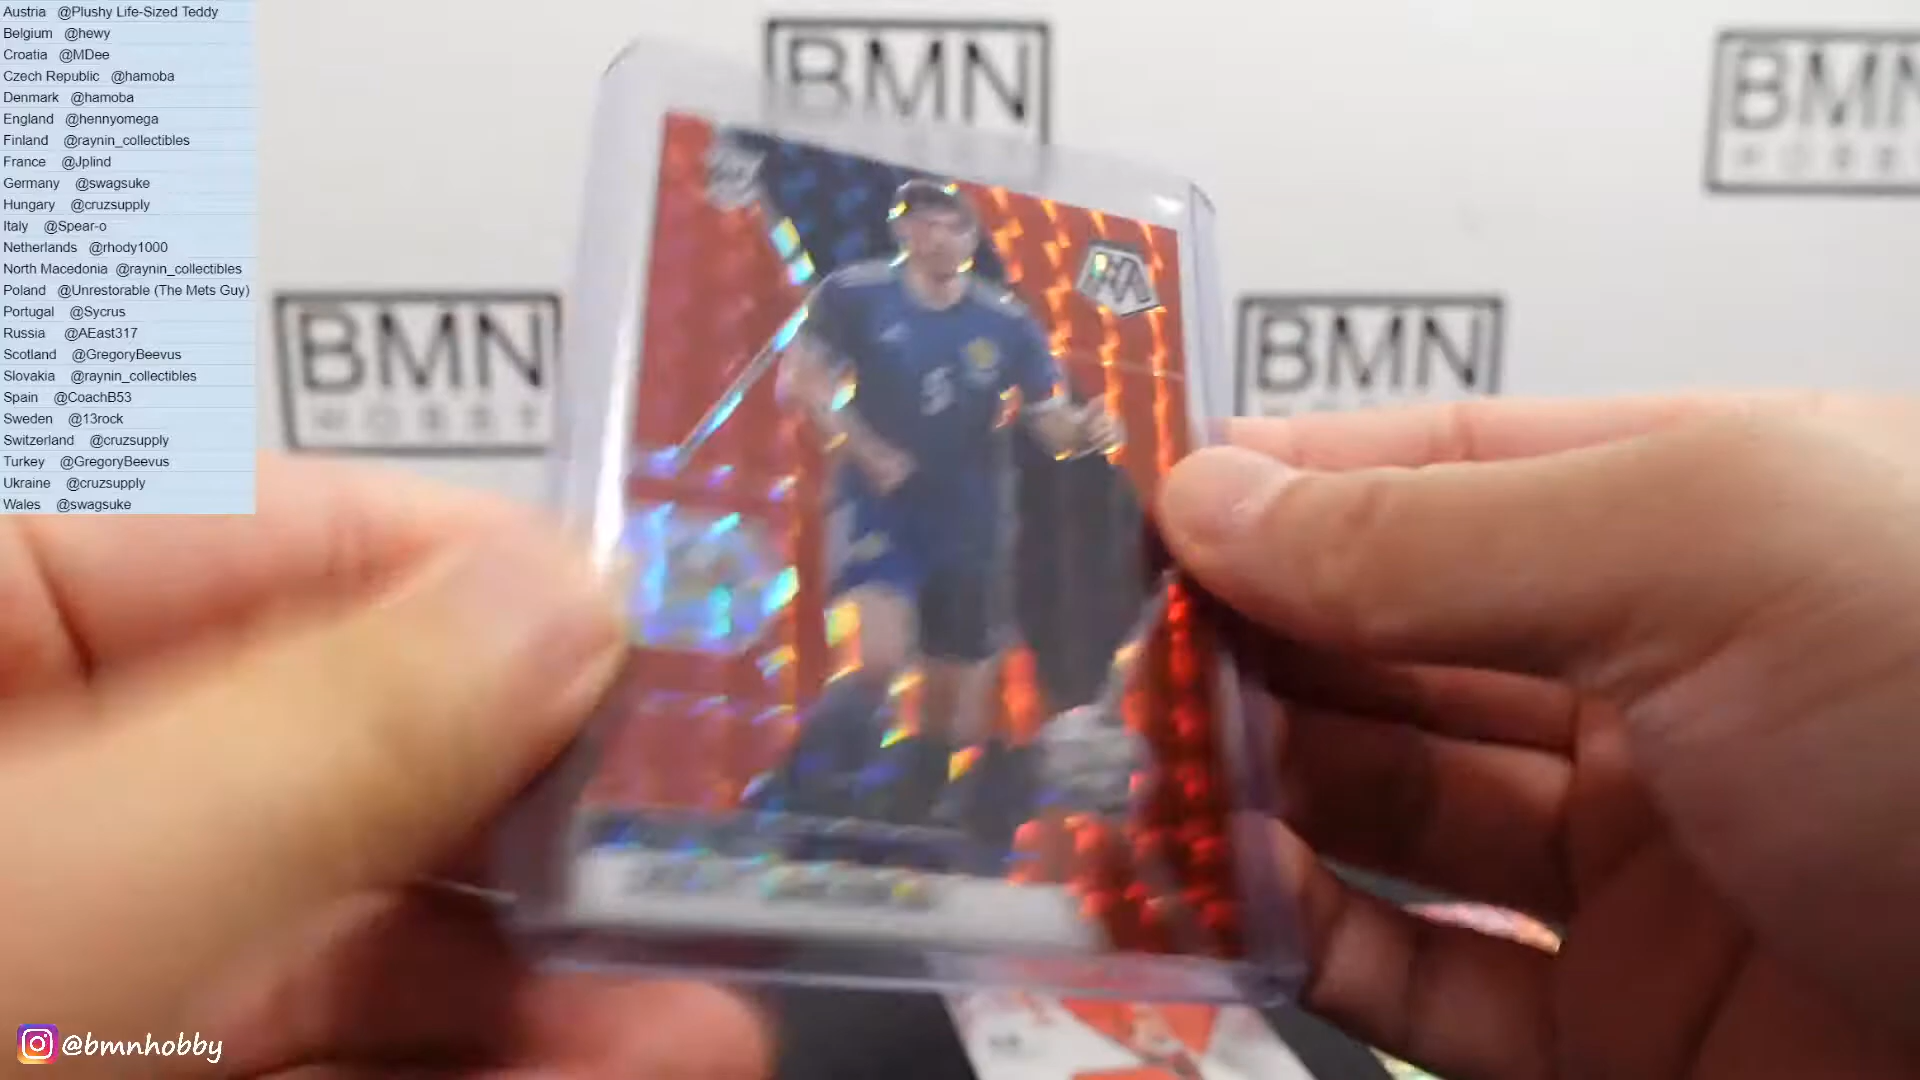 Austria @Plushy Life-Sized Teddy
Belgium @hewy
Croatia @MDee
Czech Republic @hamoba
Denmark @hamoba
England @hennyomega
Finland @raynin_collectibles
France @Jplind
Germany @swagsuke
Hungary @cruzsupply
Italy @Spear-o
Netherlands @rhody1000
North Macedonia @raynin_collectibles
Poland @Unrestorable (The Mets Guy)
Portugal @Sycrus
Russia @AEast317
Scotland @GregoryBeevus
Slovakia @raynin_collectibles
Spain @CoachB53
Sweden @13rock
Switzerland @cruzsupply
Turkey @GregoryBeevus
Ukraine @cruzsupply
Wales @swagsuke
BMN
BMN
HOBBY
BMN
HOBBY
BMN
@bmnhobby